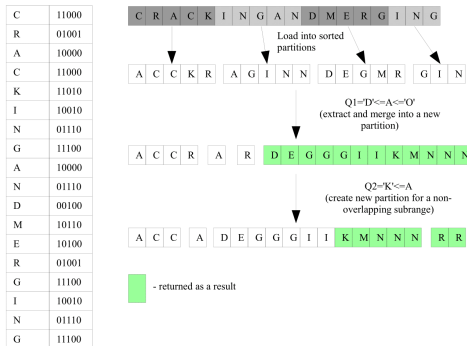 C 11000
R 01001
A 10000
C 11000
K 11010
I 10010
N 01110
G 11100
A 10000
N 01110
D 00100
M 10110
E 10100
R 01001
G 11100
I 10010
N 01110
G 11100
C R A C K I N G A N D M E R G I N G
Load into sorted
partitions
A C C K R A G I N N D E G M R G I N
Q1='D'<=A<='O'
(extract and merge into a new
partition)
A C C R A R D E G G G I I K M N N N
Q2='K'<=A
(create new partition for a non-
overlapping subrange)
A C C A D E G G G I I K M N N N R R
- returned as a result